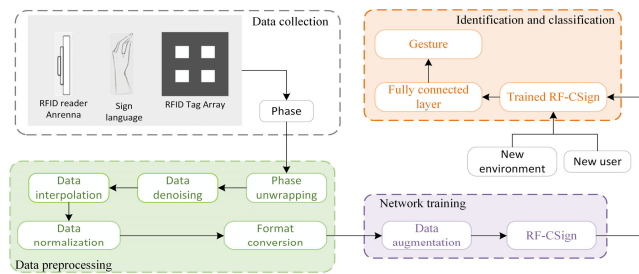 Data collection
RFID reader
Anrenna
Sign
language
RFID Tag Array
Phase
Identification and classification
Gesture
Fully connected
layer
Trained RF-CSign
New
environment
New user
Data
interpolation
Data
denoising
Phase
unwrapping
Data
normalization
Format
conversion
Data preprocessing
Network training
Data
augmentation
RF-CSign